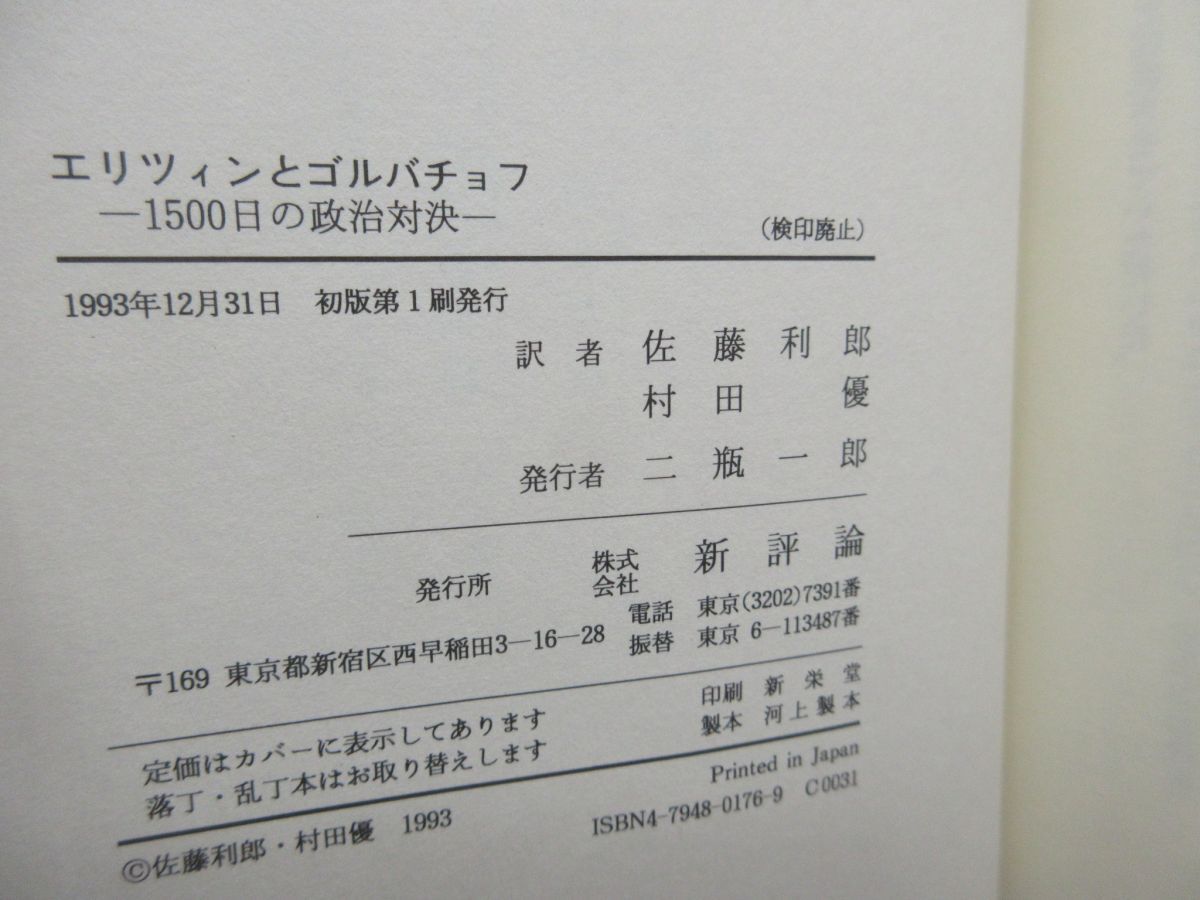 エリツィンとゴルバチョフ
―1500日の政治対決―
（検印廃止）
1993年12月31日　初版第1刷発行
訳者　佐藤利郎
村田　優
発行者　二瓶一郎
発行所　株式会社　新評論
〒169 東京都新宿区西早稲田3―16―28
電話　東京(3202)7391番
振替　東京 6―113487番
定価はカバーに表示してあります
落丁・乱丁本はお取り替えします
印刷　新栄堂
製本　河上製本
©佐藤利郎・村田優　1993
Printed in Japan
ISBN4-7948-0176-9　C0031